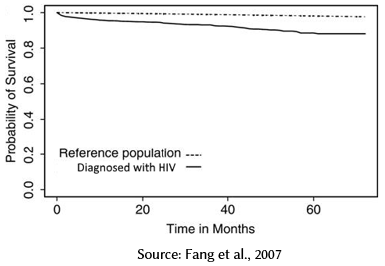 Probability of Survival
1.0
0.8
0.6
0.4
0.2
0.0
Reference population
Diagnosed with HIV
0 20 40 60
Time in Months
Source: Fang et al., 2007